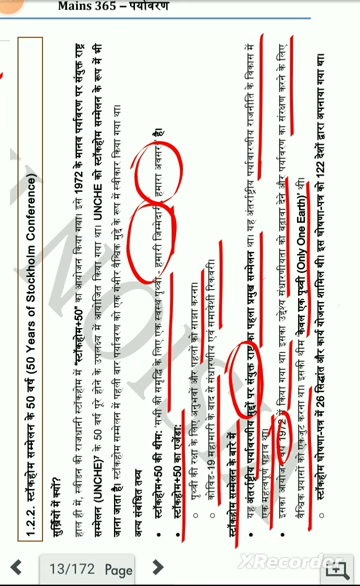 Mains 365 – पर्यावरण
1.2.2. स्टॉकहोम सम्मेलन के 50 वर्ष (50 Years of Stockholm Conference)
सुर्ख़ियों में क्यों?
हाल ही में स्वीडन की राजधानी स्टॉकहोम में "स्टॉकहोम+50" का आयोजन किया गया। इसे 1972 के मानव पर्यावरण पर संयुक्त राष्ट्र
सम्मेलन (UNCHE) के 50 वर्ष पूरे होने के उपलक्ष्य में आयोजित किया गया था। UNCHE को स्टॉकहोम सम्मेलन के रूप में भी
जाना जाता है। स्टॉकहोम सम्मेलन में पहली बार पर्यावरण को एक गंभीर वैश्विक मुद्दे के रूप में स्वीकार किया गया था।
अन्य संबंधित तथ्य
• स्टॉकहोम+50 की थीम: 'सभी की समृद्धि के लिए एक स्वस्थ पृथ्वी - हमारी जिम्मेदारी, हमारा अवसर' है।
• स्टॉकहोम+50 का एजेंडा:
○ पृथ्वी की रक्षा के लिए अनुभवों और पहलों को साझा करना।
○ कोविड-19 महामारी के बाद से संधारणीय एवं समावेशी रिकवरी।
स्टॉकहोम सम्मेलन के बारे में
• यह अंतर्राष्ट्रीय पर्यावरणीय मुद्दों पर संयुक्त राष्ट्र का पहला प्रमुख सम्मेलन था। यह अंतर्राष्ट्रीय पर्यावरणीय राजनीति के विकास में
एक महत्वपूर्ण पड़ाव था।
• इसका आयोजन 1972 में किया गया था। इसका उद्देश्य संधारणीयता को बढ़ावा देने और पर्यावरण का संरक्षण करने के लिए
वैश्विक प्रयासों को एकजुट करना था। इसकी थीम 'केवल एक पृथ्वी (Only One Earth)' थी।
○ स्टॉकहोम घोषणा-पत्र में 26 सिद्धांत और कार्य योजना शामिल थी। इस घोषणा-पत्र को 122 देशों द्वारा अपनाया गया था।
13/172 Page
XRecorder